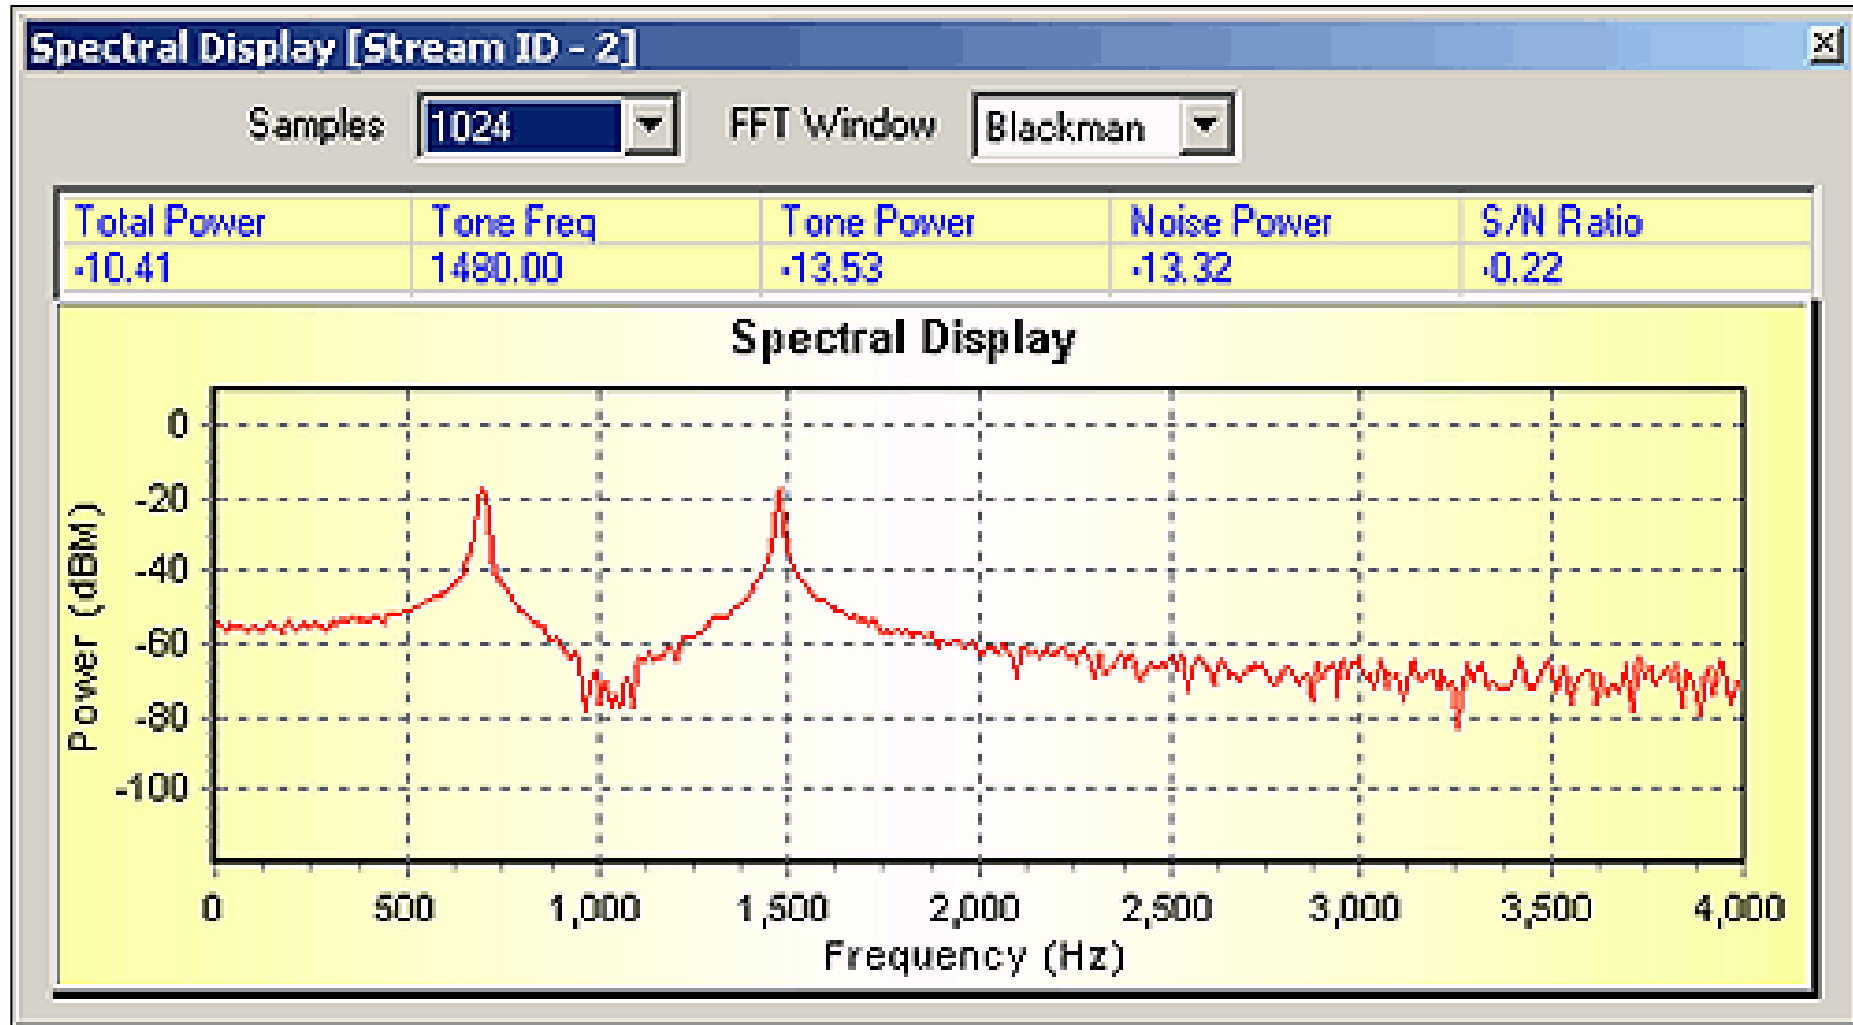 Spectral Display [Stream ID - 2]
Samples 1024 FFT Window Blackman
Total Power Tone Freq Tone Power Noise Power S/N Ratio
-10.41 1480.00 -13.53 -13.32 -0.22
Spectral Display
0
-20
-40
-60
-80
-100
Power (dBM)
0 500 1,000 1,500 2,000 2,500 3,000 3,500 4,000
Frequency (Hz)